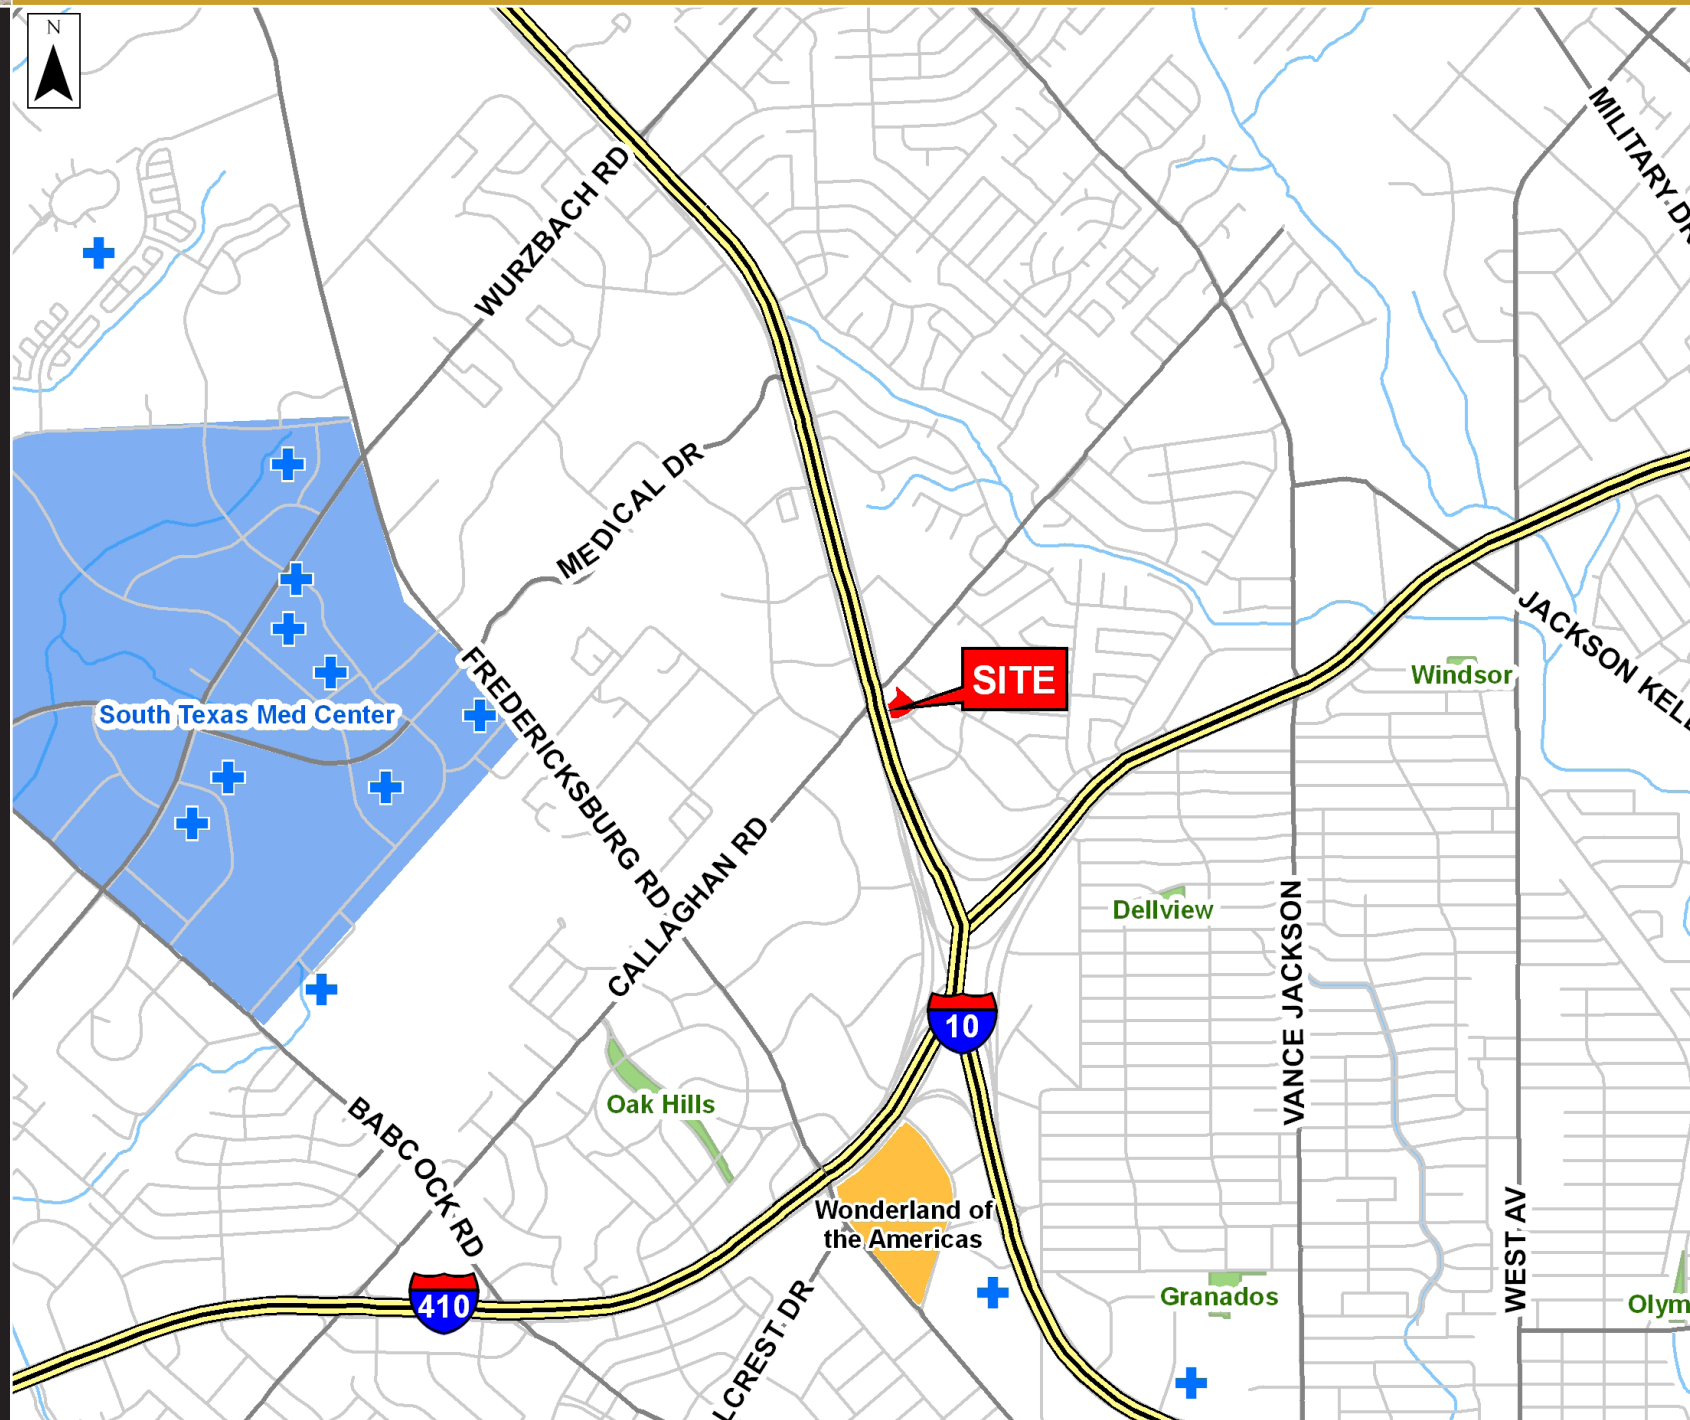 N
MILITARY DR
WURZBACH RD
MEDICAL DR
JACKSON KELL
SITE
Windsor
FREDERICKSBURG RD
South Texas Med Center
CALLAGHAN RD
Dellview
VANCE JACKSON
10
Oak Hills
BABCOCK RD
Wonderland of
the Americas
WEST AV
Granados
Olym
410
LCREST DR